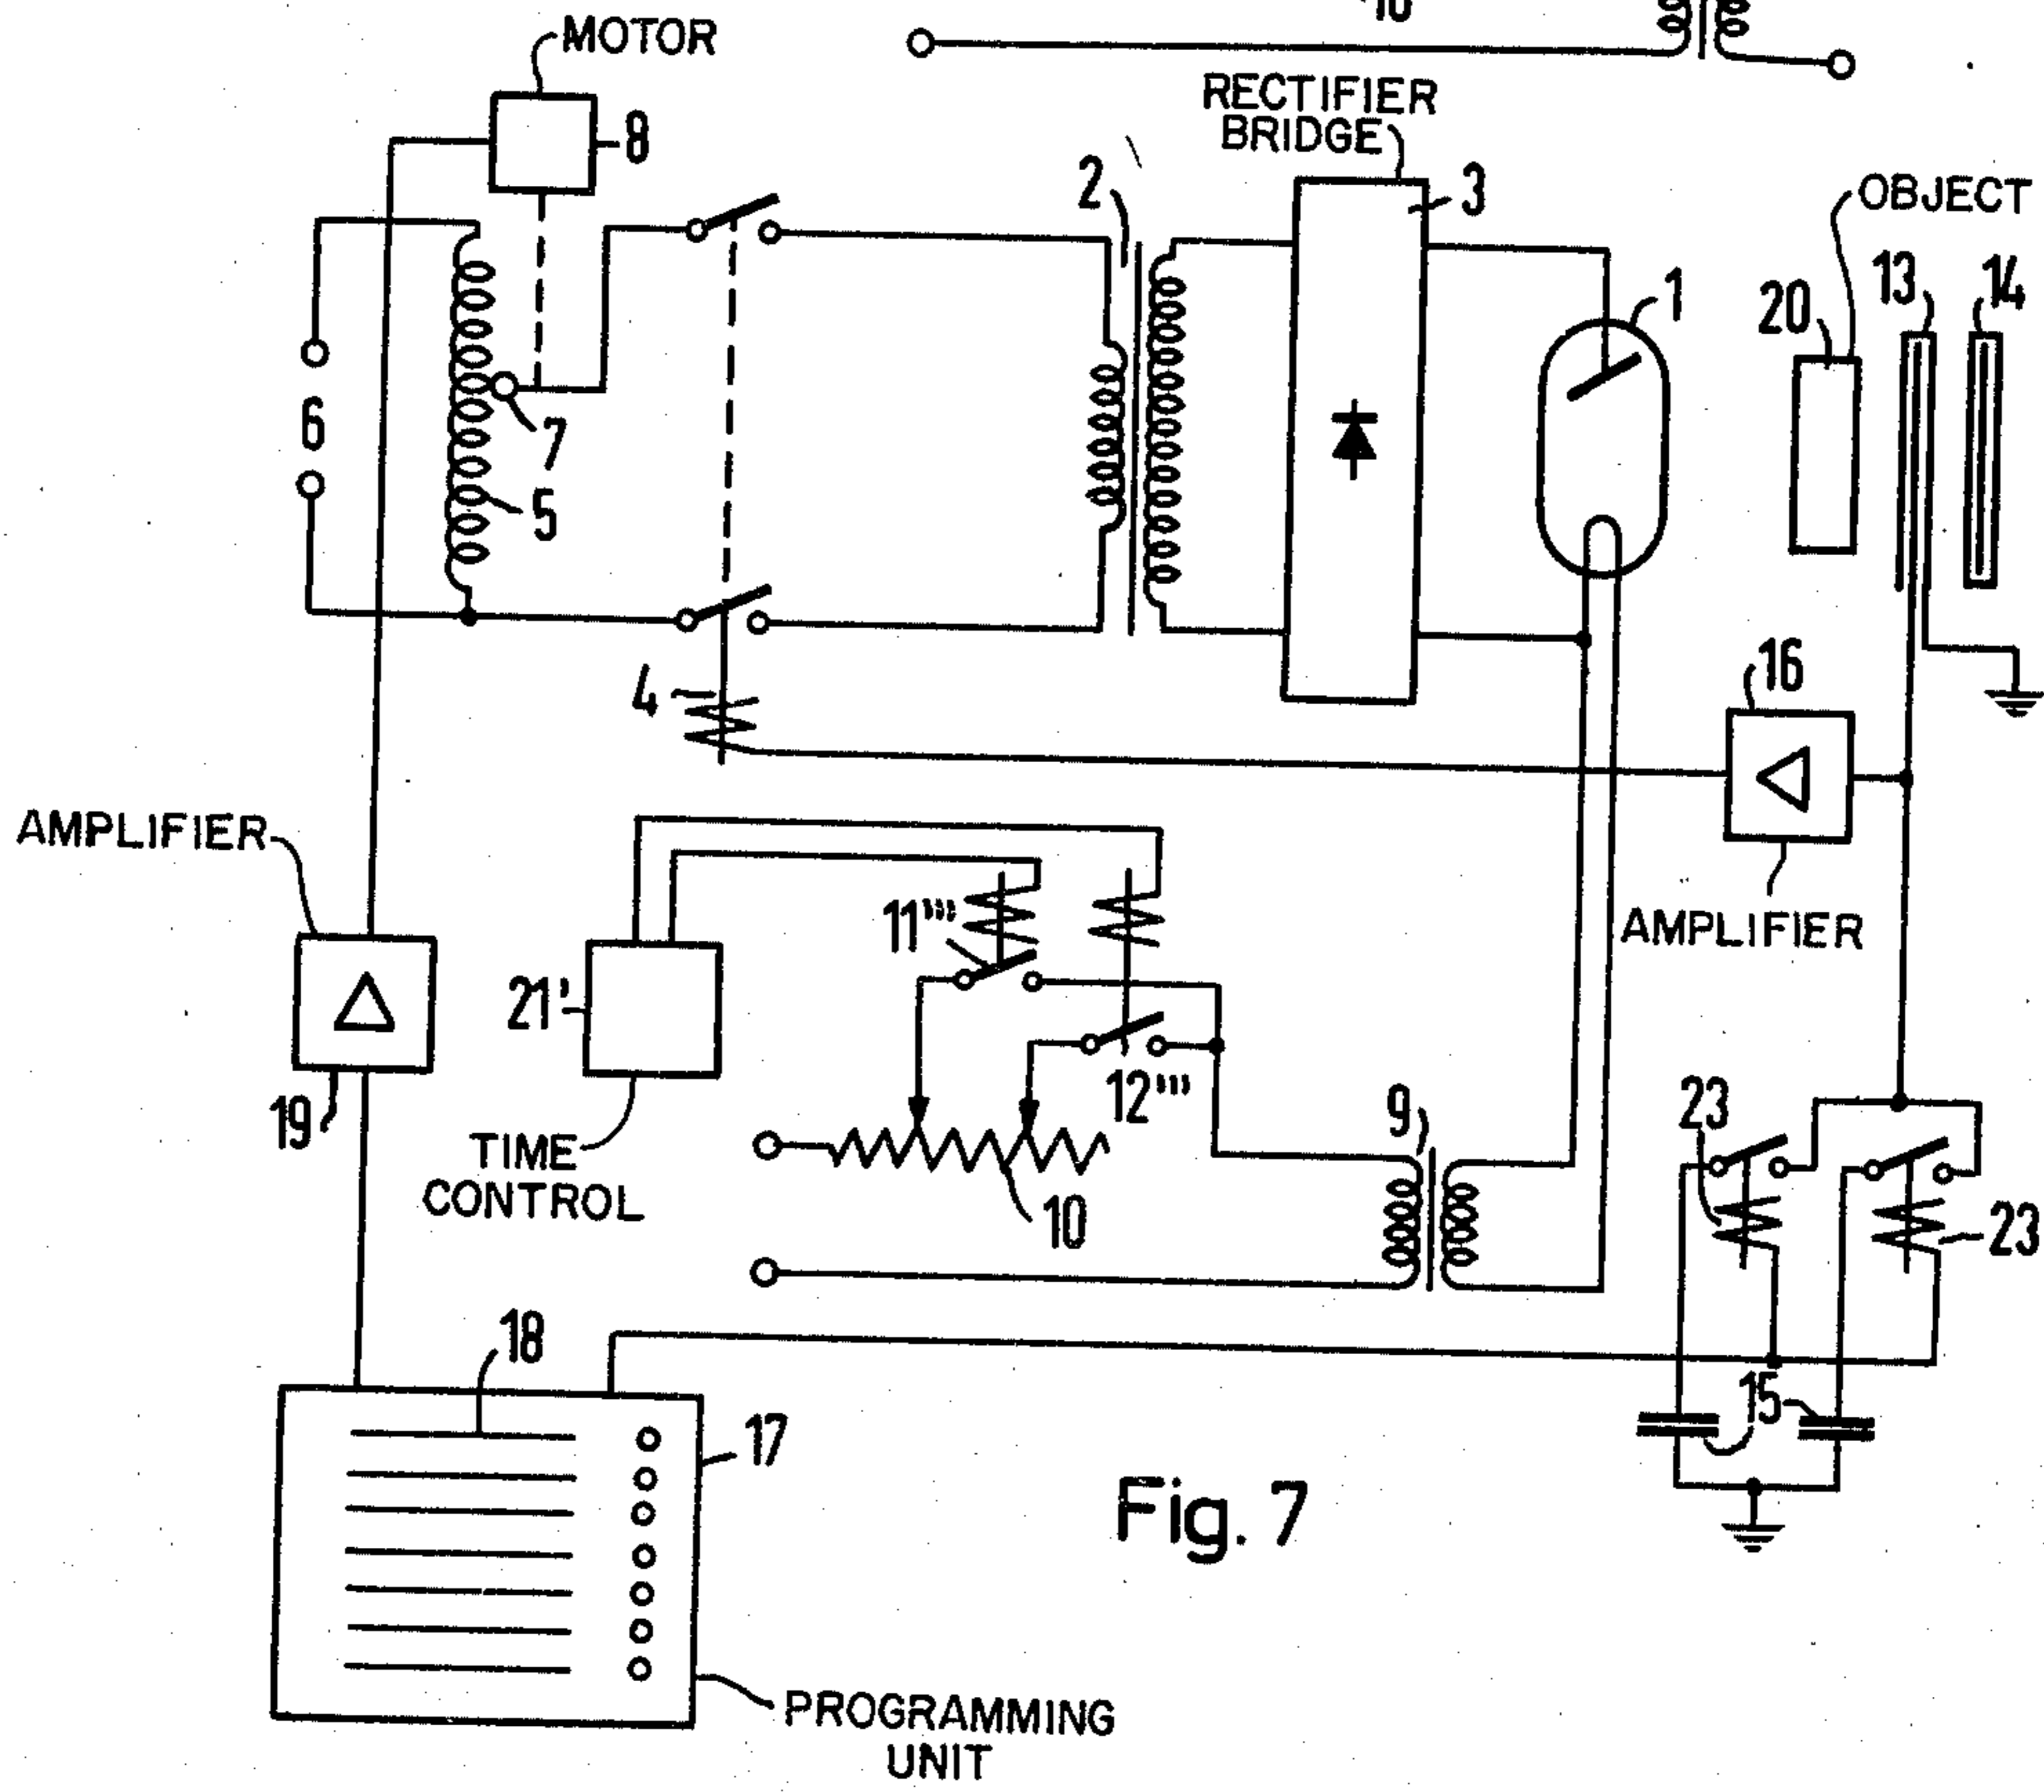 10
MOTOR
8
RECTIFIER
BRIDGE
2
3
OBJECT
1
20
13
14
6
7
5
16
4
AMPLIFIER
11'''
AMPLIFIER
21'
12'''
19
9
23
TIME
CONTROL
10
23
18
15
17
Fig. 7
PROGRAMMING
UNIT